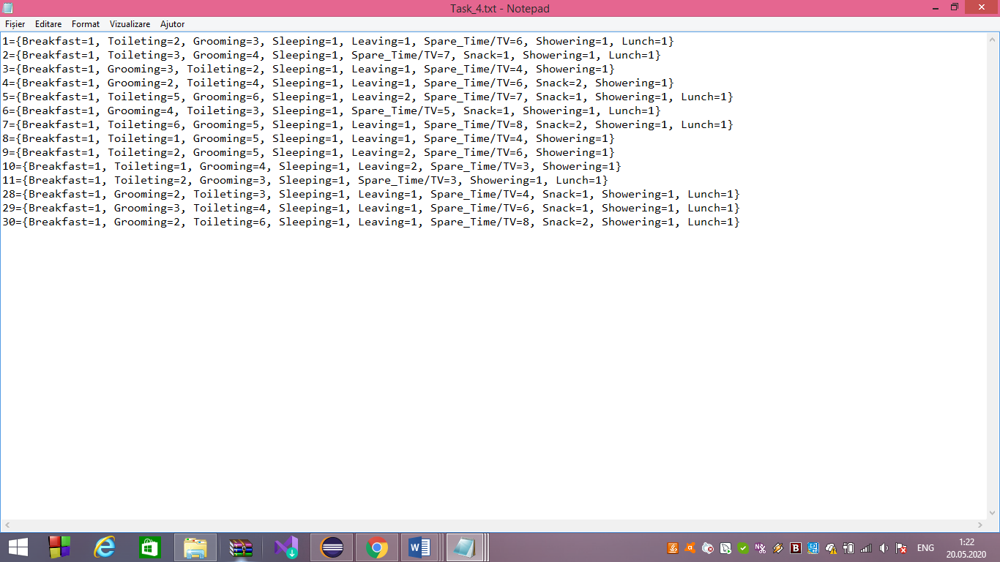 Task_4.txt - Notepad
Fișier Editare Format Vizualizare Ajutor
1={Breakfast=1, Toileting=2, Grooming=3, Sleeping=1, Leaving=1, Spare_Time/TV=6, Showering=1, Lunch=1}
2={Breakfast=1, Toileting=3, Grooming=4, Sleeping=1, Spare_Time/TV=7, Snack=1, Showering=1, Lunch=1}
3={Breakfast=1, Grooming=3, Toileting=2, Sleeping=1, Leaving=1, Spare_Time/TV=4, Showering=1}
4={Breakfast=1, Grooming=2, Toileting=4, Sleeping=1, Leaving=1, Spare_Time/TV=6, Snack=2, Showering=1}
5={Breakfast=1, Toileting=5, Grooming=6, Sleeping=1, Leaving=2, Spare_Time/TV=7, Snack=1, Showering=1, Lunch=1}
6={Breakfast=1, Grooming=4, Toileting=3, Sleeping=1, Spare_Time/TV=5, Snack=1, Showering=1, Lunch=1}
7={Breakfast=1, Toileting=6, Grooming=5, Sleeping=1, Leaving=1, Spare_Time/TV=8, Snack=2, Showering=1, Lunch=1}
8={Breakfast=1, Toileting=1, Grooming=5, Sleeping=1, Leaving=1, Spare_Time/TV=4, Showering=1}
9={Breakfast=1, Toileting=2, Grooming=5, Sleeping=1, Leaving=2, Spare_Time/TV=6, Showering=1}
10={Breakfast=1, Toileting=1, Grooming=4, Sleeping=1, Leaving=2, Spare_Time/TV=3, Showering=1}
11={Breakfast=1, Toileting=2, Grooming=3, Sleeping=1, Spare_Time/TV=3, Showering=1, Lunch=1}
28={Breakfast=1, Grooming=2, Toileting=3, Sleeping=1, Leaving=1, Spare_Time/TV=4, Snack=1, Showering=1, Lunch=1}
29={Breakfast=1, Grooming=3, Toileting=4, Sleeping=1, Leaving=1, Spare_Time/TV=6, Snack=1, Showering=1, Lunch=1}
30={Breakfast=1, Grooming=2, Toileting=6, Sleeping=1, Leaving=1, Spare_Time/TV=8, Snack=2, Showering=1, Lunch=1}
ENG 1:22
20.05.2020